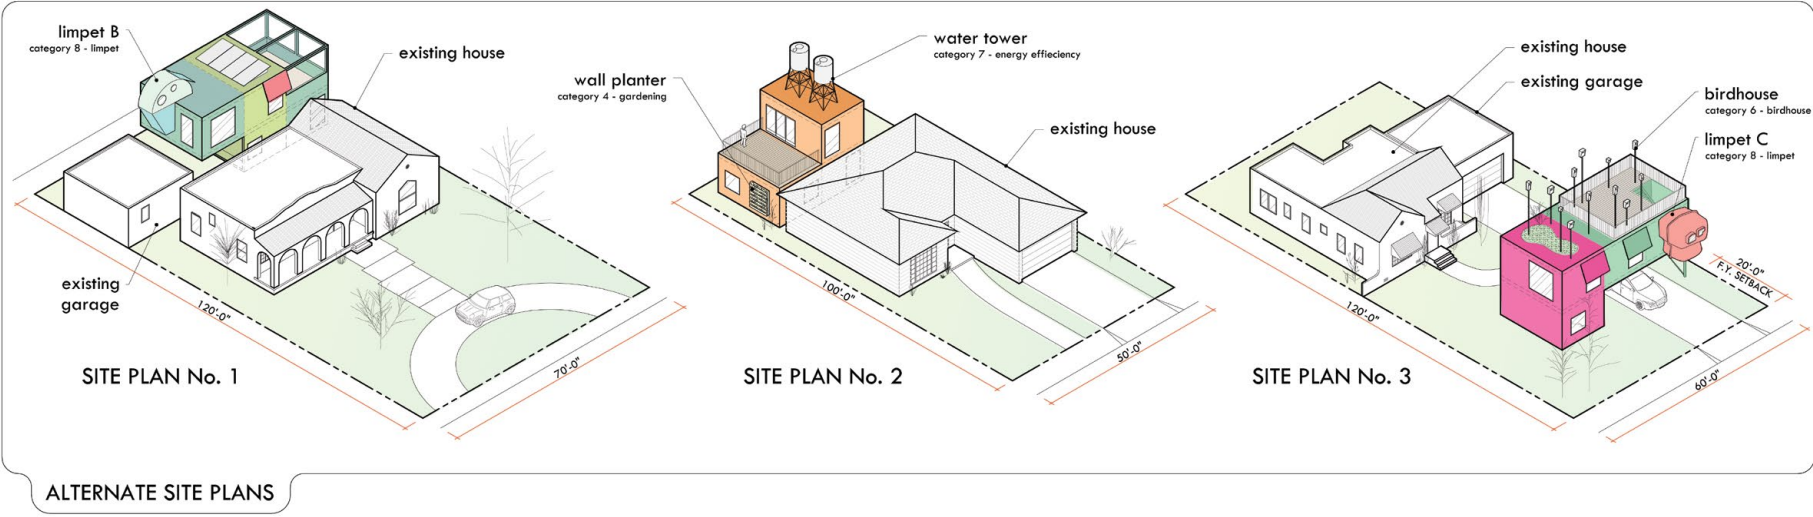 limpet B
category 8 - limpet
existing house
existing
garage
120'-0"
70'-0"
SITE PLAN No. 1
wall planter
category 4 - gardening
water tower
category 7 - energy effieciency
existing house
100'-0"
50'-0"
SITE PLAN No. 2
existing house
existing garage
birdhouse
category 6 - birdhouse
limpet C
category 8 - limpet
20'-0"
F.Y. SETBACK
120'-0"
60'-0"
SITE PLAN No. 3
ALTERNATE SITE PLANS